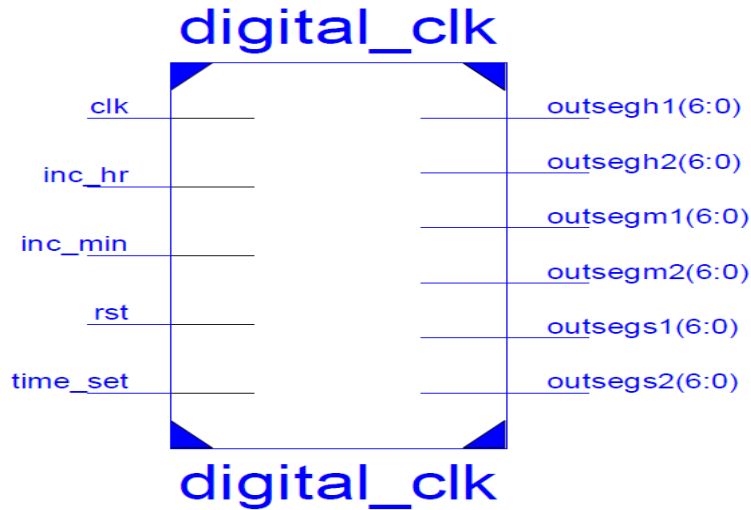 digital_clk
clk
inc_hr
inc_min
rst
time_set
outsegh1(6:0)
outsegh2(6:0)
outsegm1(6:0)
outsegm2(6:0)
outsegs1(6:0)
outsegs2(6:0)
digital_clk